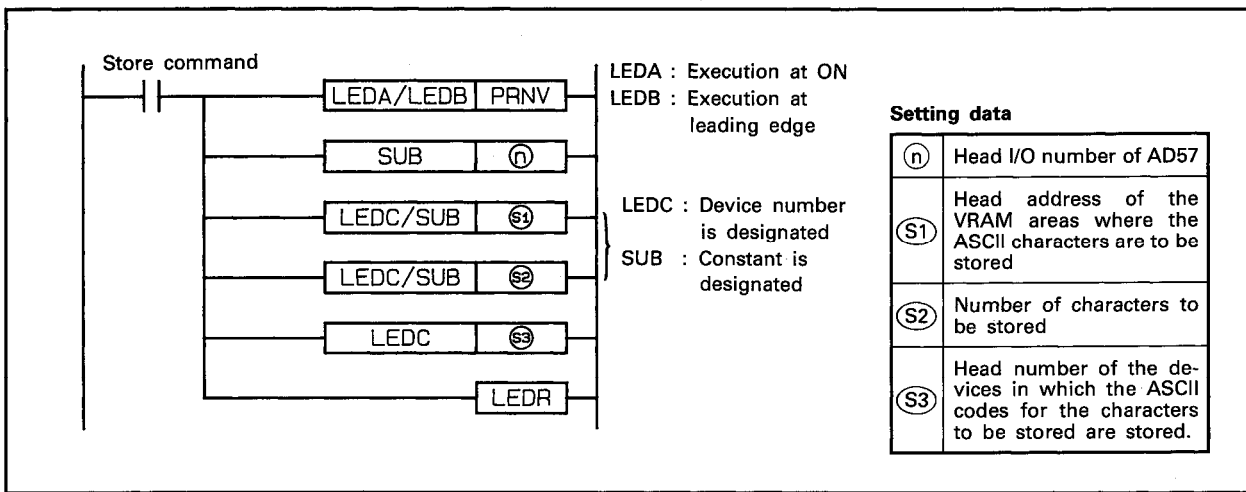 Store command
LEDA/LEDB PRNV
SUB n
LEDC/SUB S1
LEDC/SUB S2
LEDC S3
LEDR
LEDA : Execution at ON
LEDB : Execution at
leading edge
LEDC : Device number
is designated
SUB : Constant is
designated
Setting data
n Head I/O number of AD57
S1 Head address of the
VRAM areas where the
ASCII characters are to be
stored
S2 Number of characters to
be stored
S3 Head number of the de-
vices in which the ASCII
codes for the characters
to be stored are stored.